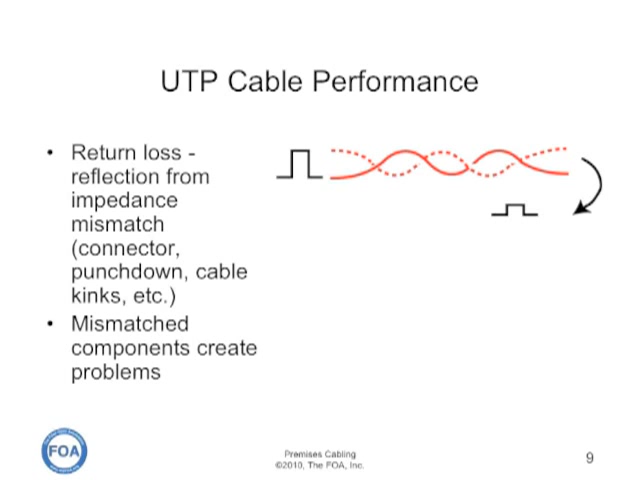 UTP Cable Performance
• Return loss -
reflection from
impedance
mismatch
(connector,
punchdown, cable
kinks, etc.)
• Mismatched
components create
problems
FOA
Premises Cabling
©2010, The FOA, Inc.
9